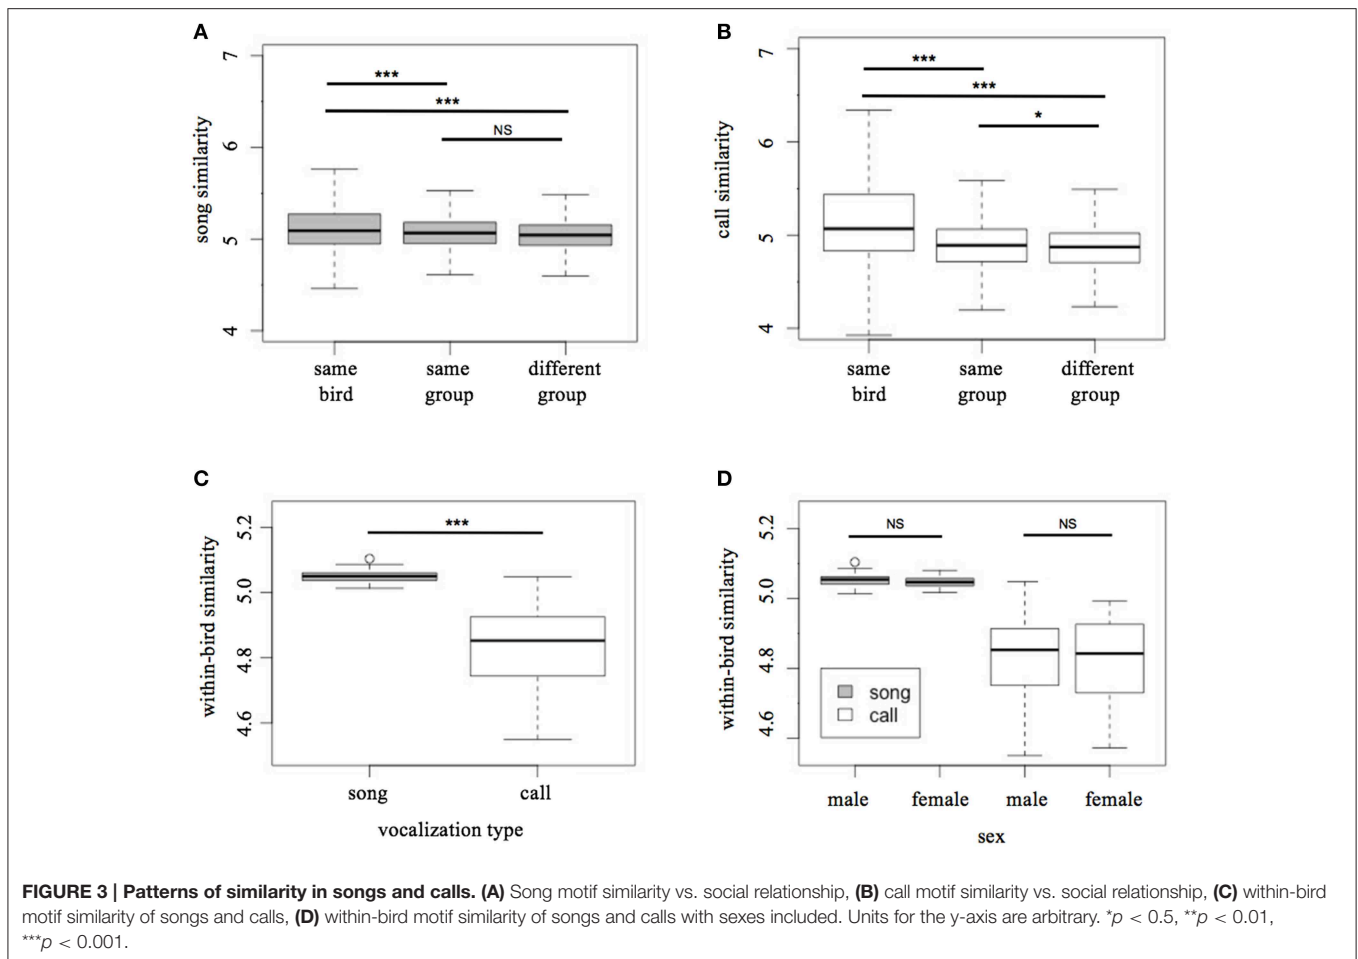 A
7
6
5
4
song similarity
***
***
NS
same
bird
same
group
different
group
B
7
6
5
4
call similarity
***
***
*
same
bird
same
group
different
group
C
5.2
5.0
4.8
4.6
within-bird similarity
***
song
call
vocalization type
D
5.2
5.0
4.8
4.6
within-bird similarity
NS
NS
song
call
male
female
male
female
sex
FIGURE 3 | Patterns of similarity in songs and calls. (A) Song motif similarity vs. social relationship, (B) call motif similarity vs. social relationship, (C) within-bird
motif similarity of songs and calls, (D) within-bird motif similarity of songs and calls with sexes included. Units for the y-axis are arbitrary. *p < 0.5, **p < 0.01,
***p < 0.001.